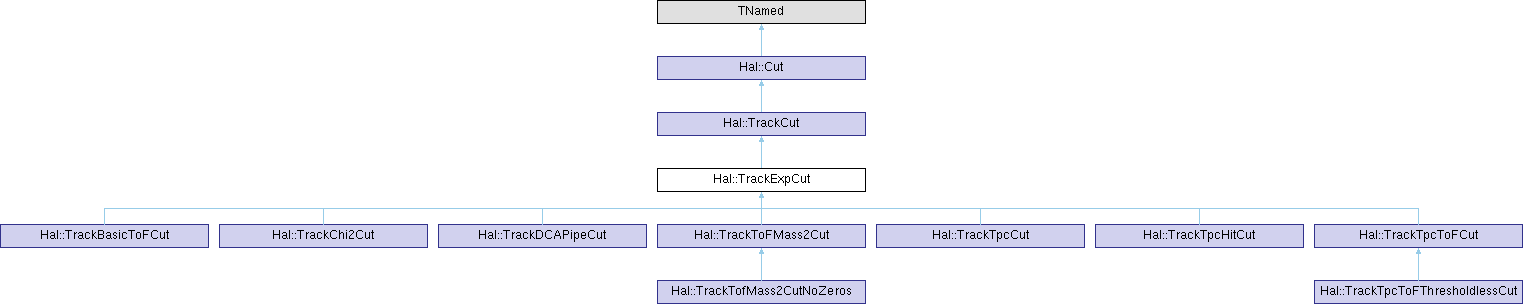 TNamed
Hal::Cut
Hal::TrackCut
Hal::TrackExpCut
Hal::TrackBasicToFCut
Hal::TrackChi2Cut
Hal::TrackDCAPipeCut
Hal::TrackToFMass2Cut
Hal::TrackTpcCut
Hal::TrackTpcHitCut
Hal::TrackTpcToFCut
Hal::TrackTofMass2CutNoZeros
Hal::TrackTpcToFThresholdlessCut